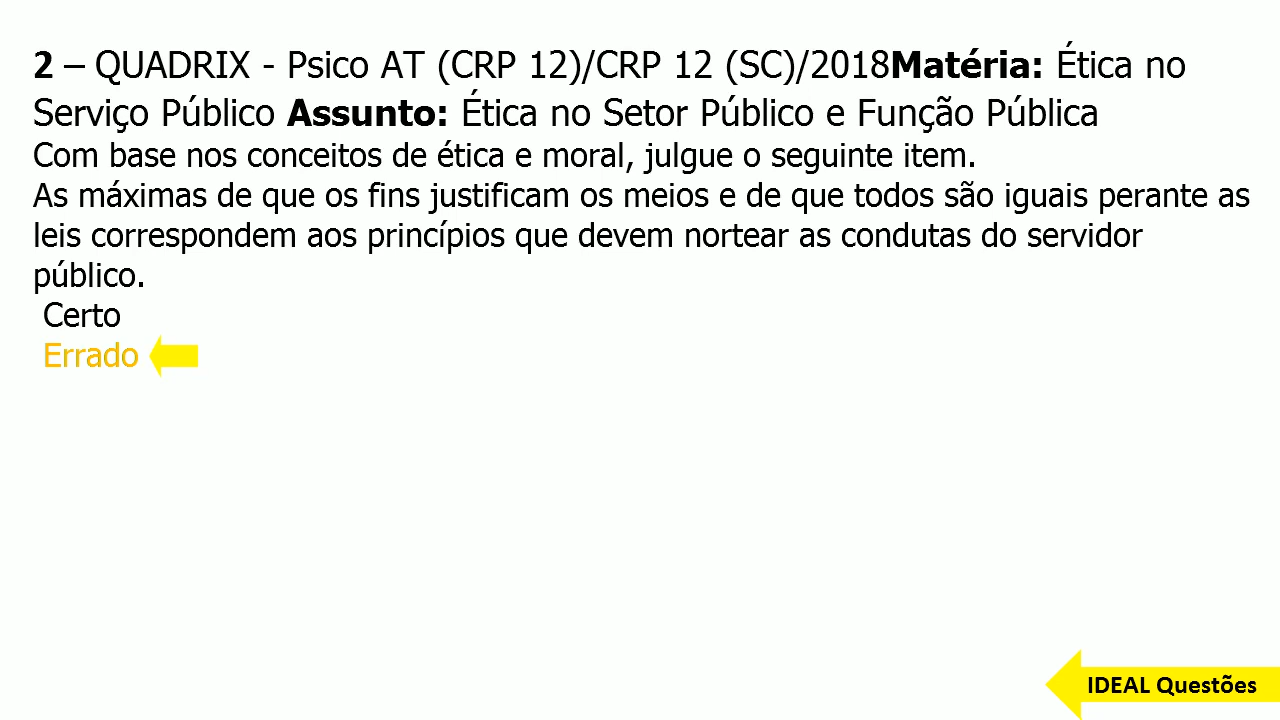 2 – QUADRIX - Psico AT (CRP 12)/CRP 12 (SC)/2018Matéria: Ética no
Serviço Público Assunto: Ética no Setor Público e Função Pública
Com base nos conceitos de ética e moral, julgue o seguinte item.
As máximas de que os fins justificam os meios e de que todos são iguais perante as
leis correspondem aos princípios que devem nortear as condutas do servidor
público.
Certo
Errado
IDEAL Questões